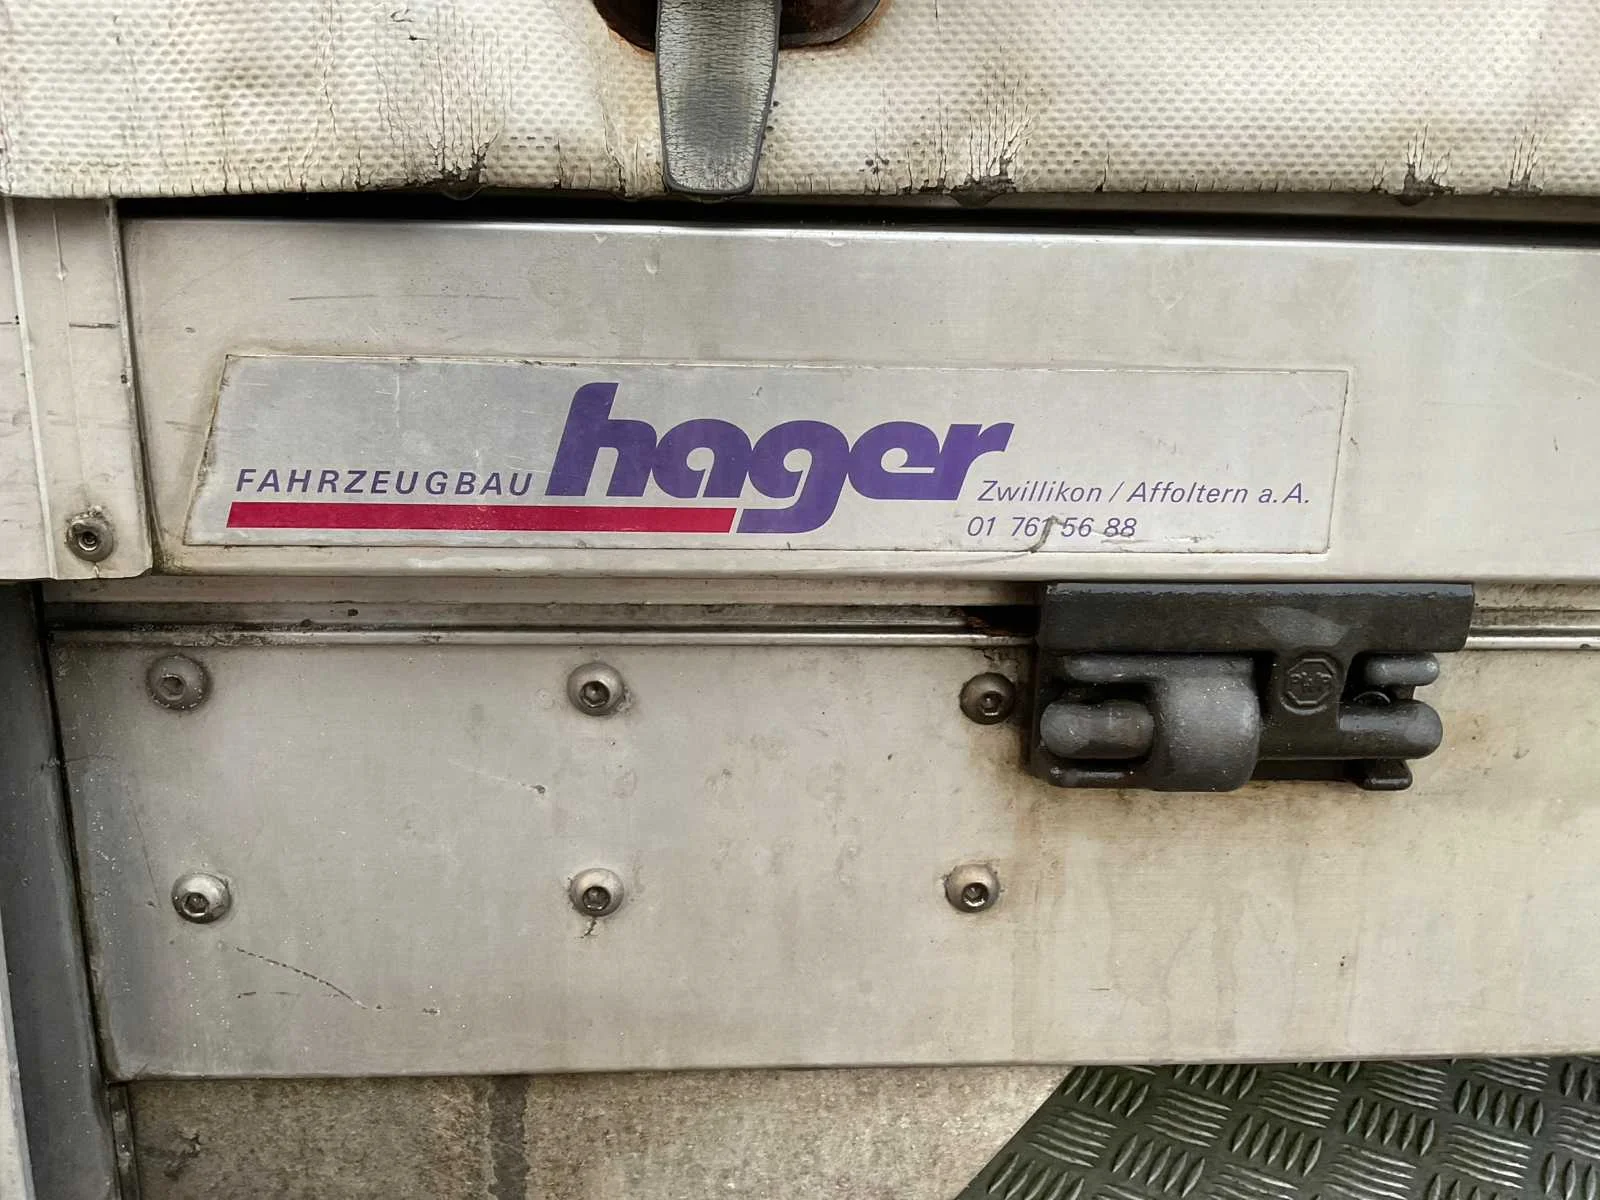 FAHRZEUGBAU hager Zwillikon / Affoltern a. A.
01 761 56 88